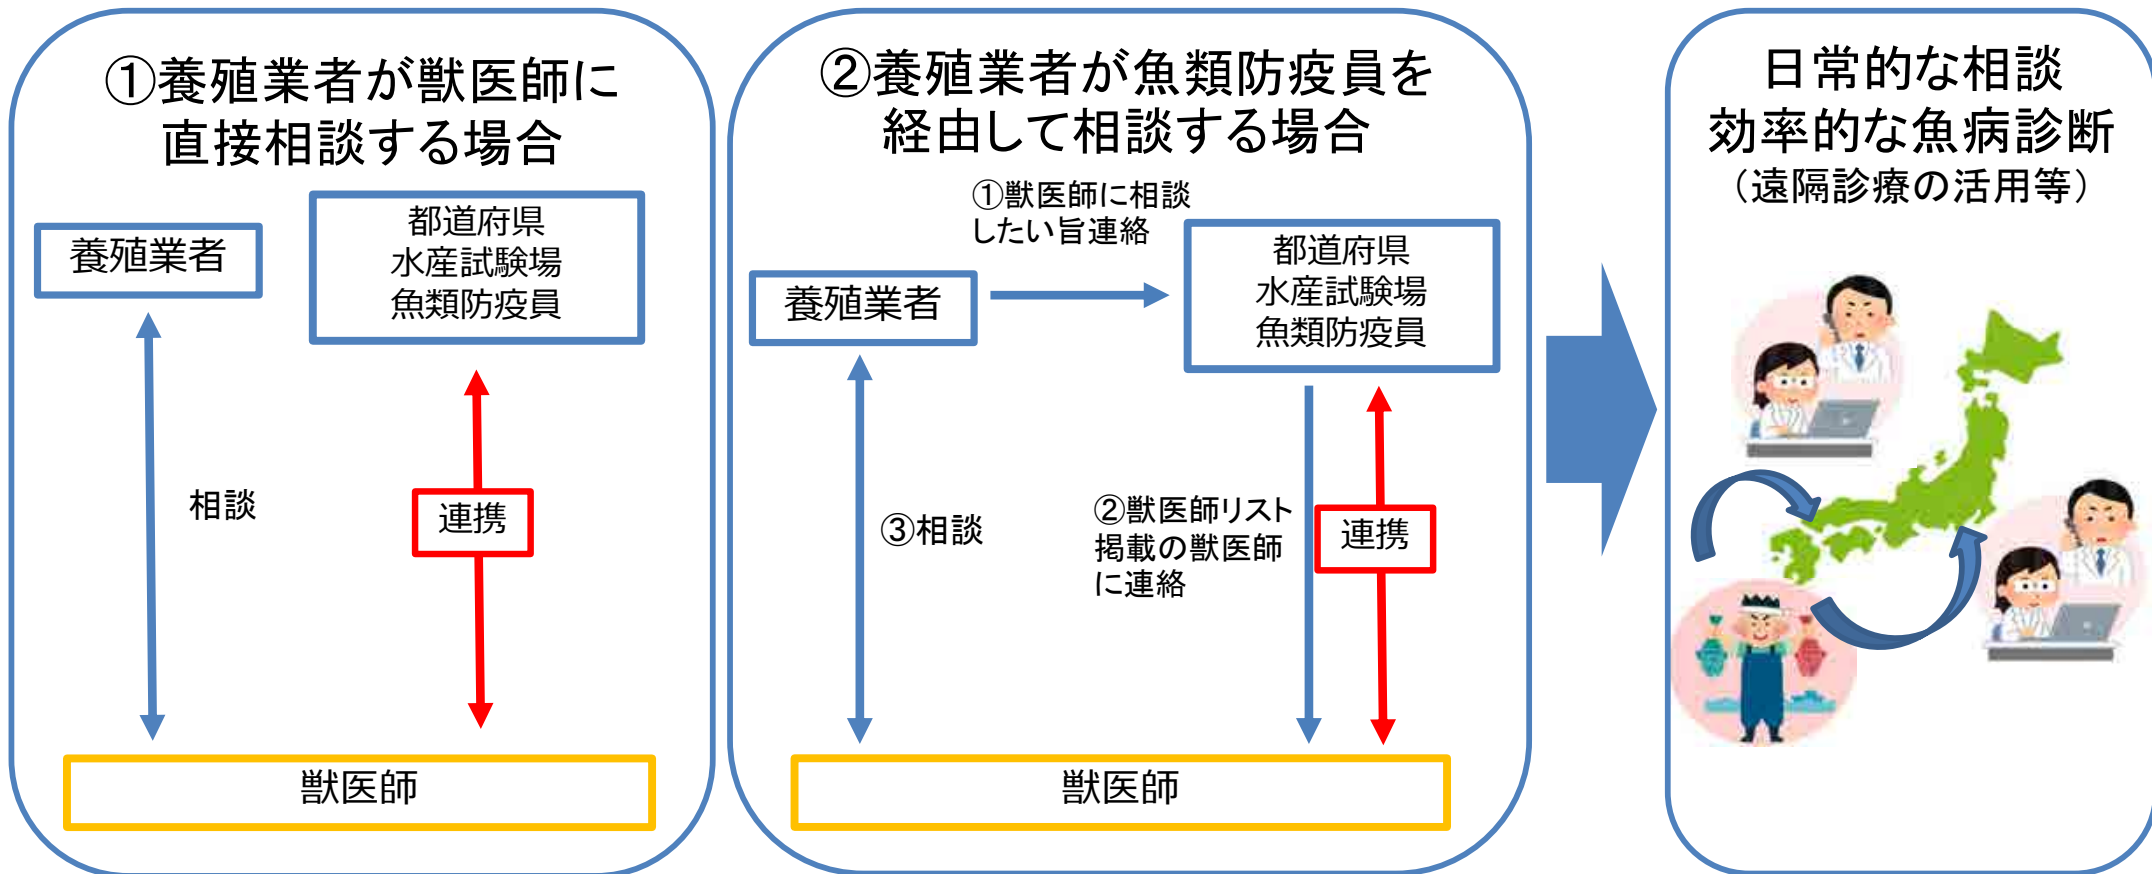 ①養殖業者が獣医師に
直接相談する場合
養殖業者
都道府県
水産試験場
魚類防疫員
相談
連携
獣医師
②養殖業者が魚類防疫員を
経由して相談する場合
①獣医師に相談
したい旨連絡
養殖業者
都道府県
水産試験場
魚類防疫員
③相談
②獣医師リスト
掲載の獣医師
に連絡
連携
獣医師
日常的な相談
効率的な魚病診断
（遠隔診療の活用等）